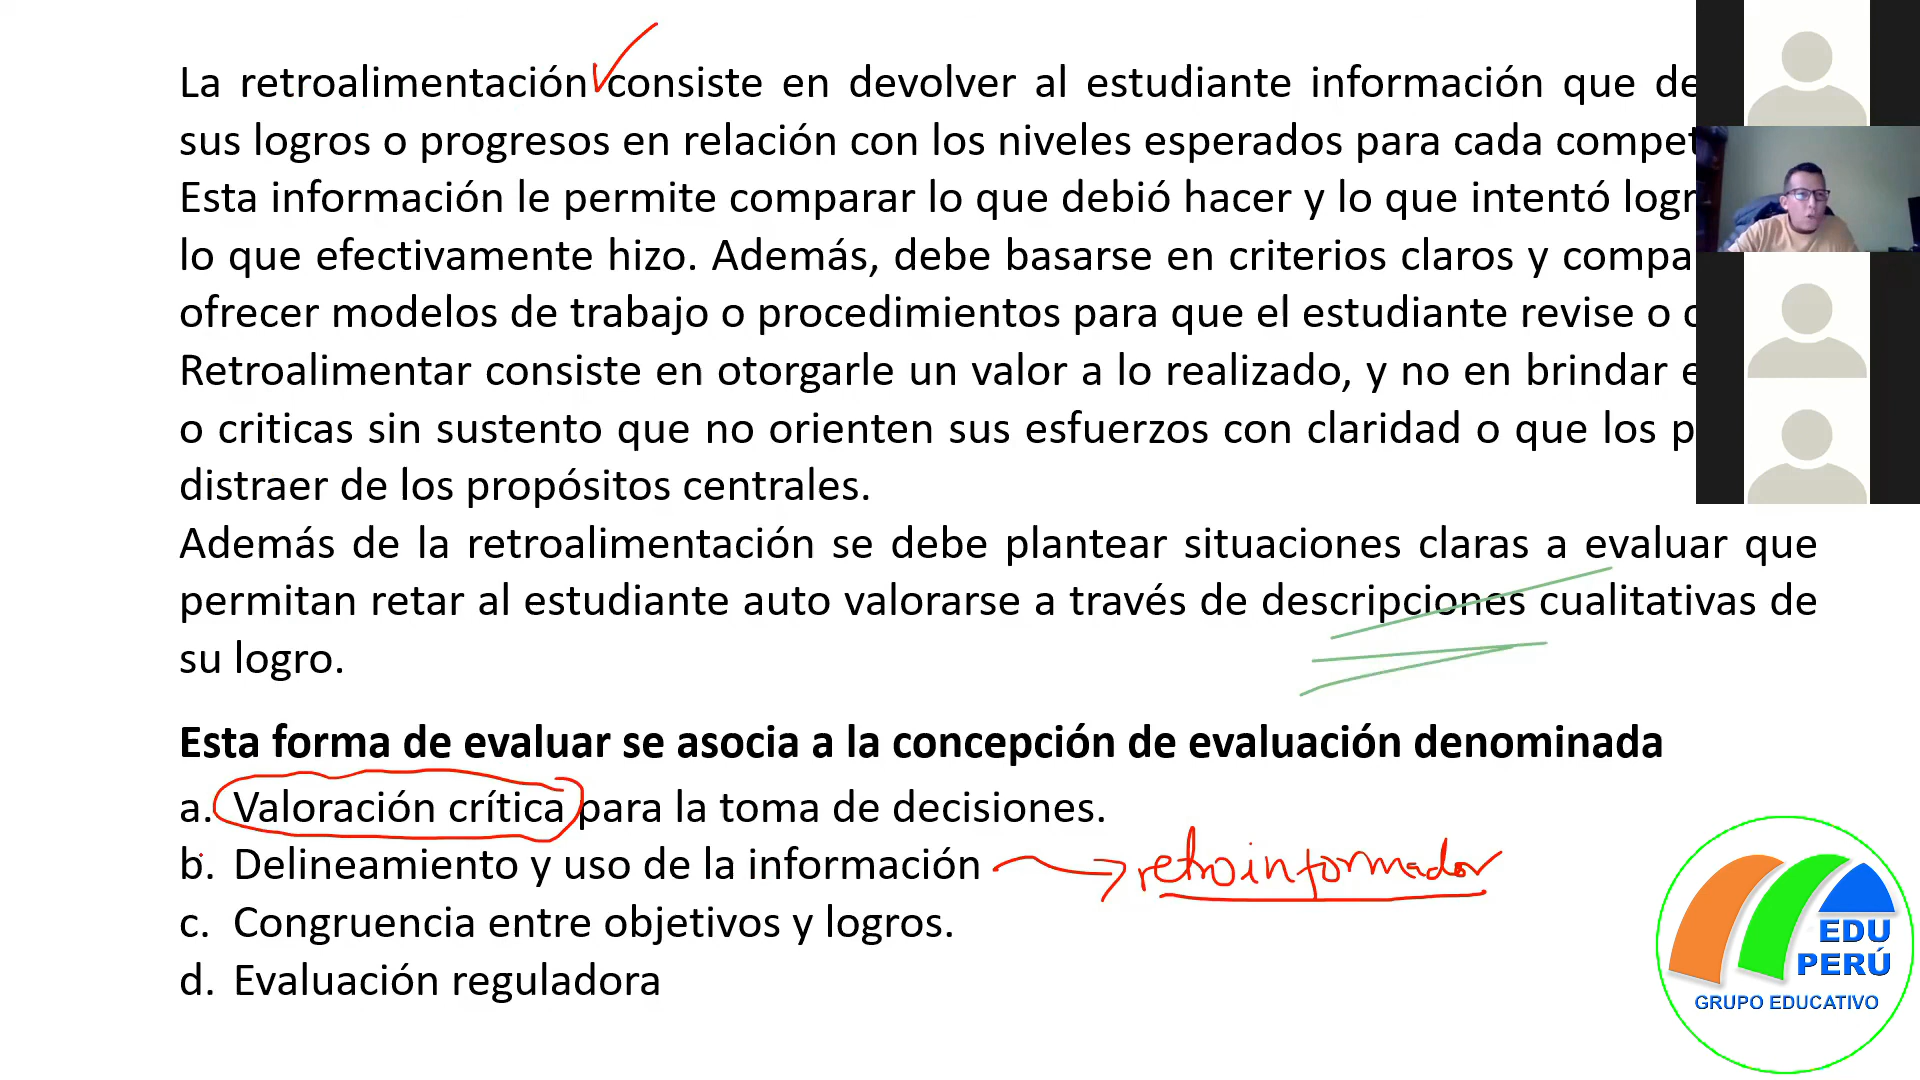 La retroalimentación consiste en devolver al estudiante información que de
sus logros o progresos en relación con los niveles esperados para cada compet
Esta información le permite comparar lo que debió hacer y lo que intentó logr
lo que efectivamente hizo. Además, debe basarse en criterios claros y compa
ofrecer modelos de trabajo o procedimientos para que el estudiante revise o
Retroalimentar consiste en otorgarle un valor a lo realizado, y no en brindar
o criticas sin sustento que no orienten sus esfuerzos con claridad o que los p
distraer de los propósitos centrales.
Además de la retroalimentación se debe plantear situaciones claras a evaluar que
permitan retar al estudiante auto valorarse a través de descripciones cualitativas de
su logro.
Esta forma de evaluar se asocia a la concepción de evaluación denominada
a. Valoración crítica para la toma de decisiones.
b. Delineamiento y uso de la información retroinformador
c. Congruencia entre objetivos y logros.
d. Evaluación reguladora
EDU
PERÚ
GRUPO EDUCATIVO